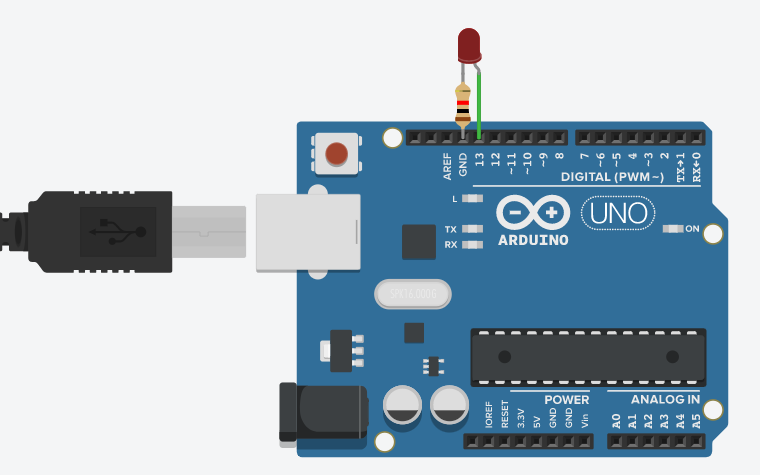 AREF
GND
13
12
~11
~10
~9
8
7
~6
~5
4
~3
2
TX→1
RX←0
DIGITAL (PWM~)
L
TX
RX
ARDUINO
UNO
ON
POWER
ANALOG IN
IOREF
RESET
3.3V
5V
GND
GND
Vin
A0
A1
A2
A3
A4
A5